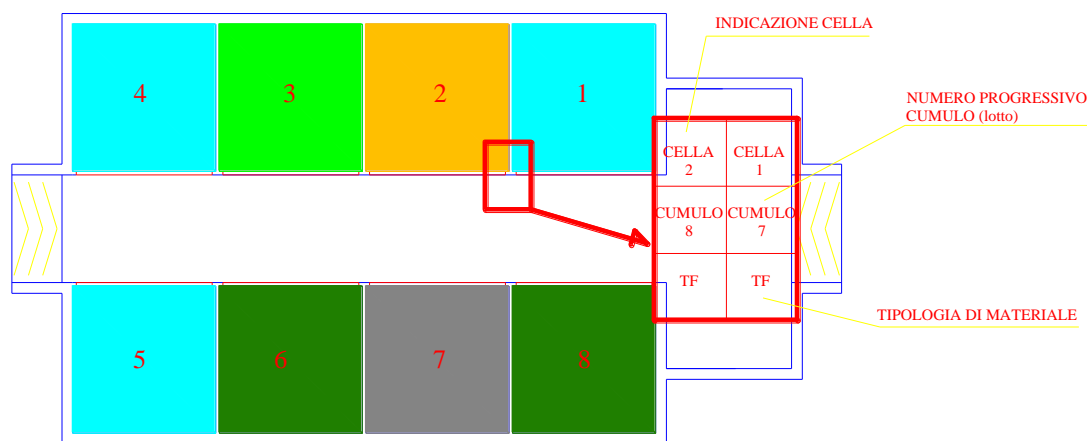 INDICAZIONE CELLA
4 3 2 1
NUMERO PROGRESSIVO
CUMULO (lotto)
CELLA
2
CELLA
1
CUMULO
8
CUMULO
7
TF
TF
TIPOLOGIA DI MATERIALE
5 6 7 8